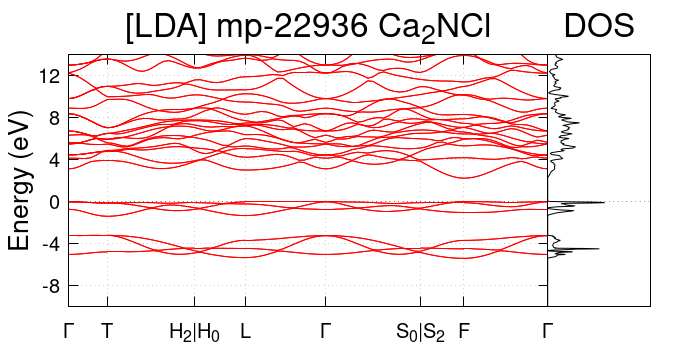 [LDA] mp-22936 Ca₂NCl DOS
Energy (eV)
12
8
4
0
-4
-8
Γ T H₂|H₀ L Γ S₀|S₂ F Γ